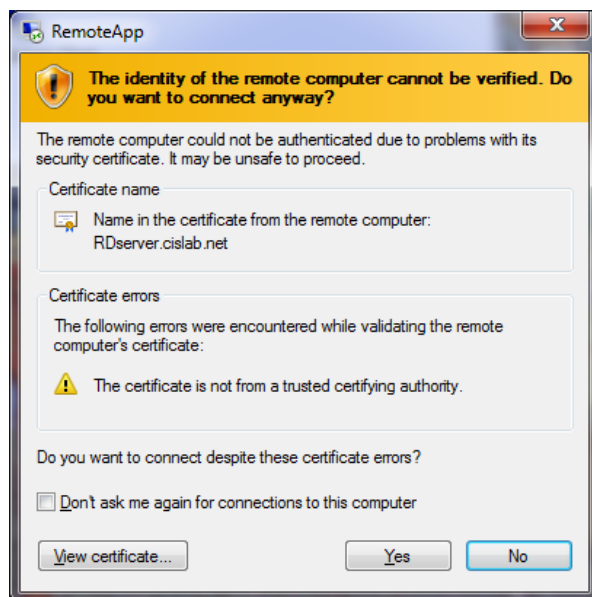 RemoteApp
The identity of the remote computer cannot be verified. Do
you want to connect anyway?
The remote computer could not be authenticated due to problems with its
security certificate. It may be unsafe to proceed.
Certificate name
Name in the certificate from the remote computer:
RDserver.cislab.net
Certificate errors
The following errors were encountered while validating the remote
computer's certificate:
The certificate is not from a trusted certifying authority.
Do you want to connect despite these certificate errors?
Don't ask me again for connections to this computer
View certificate... Yes No